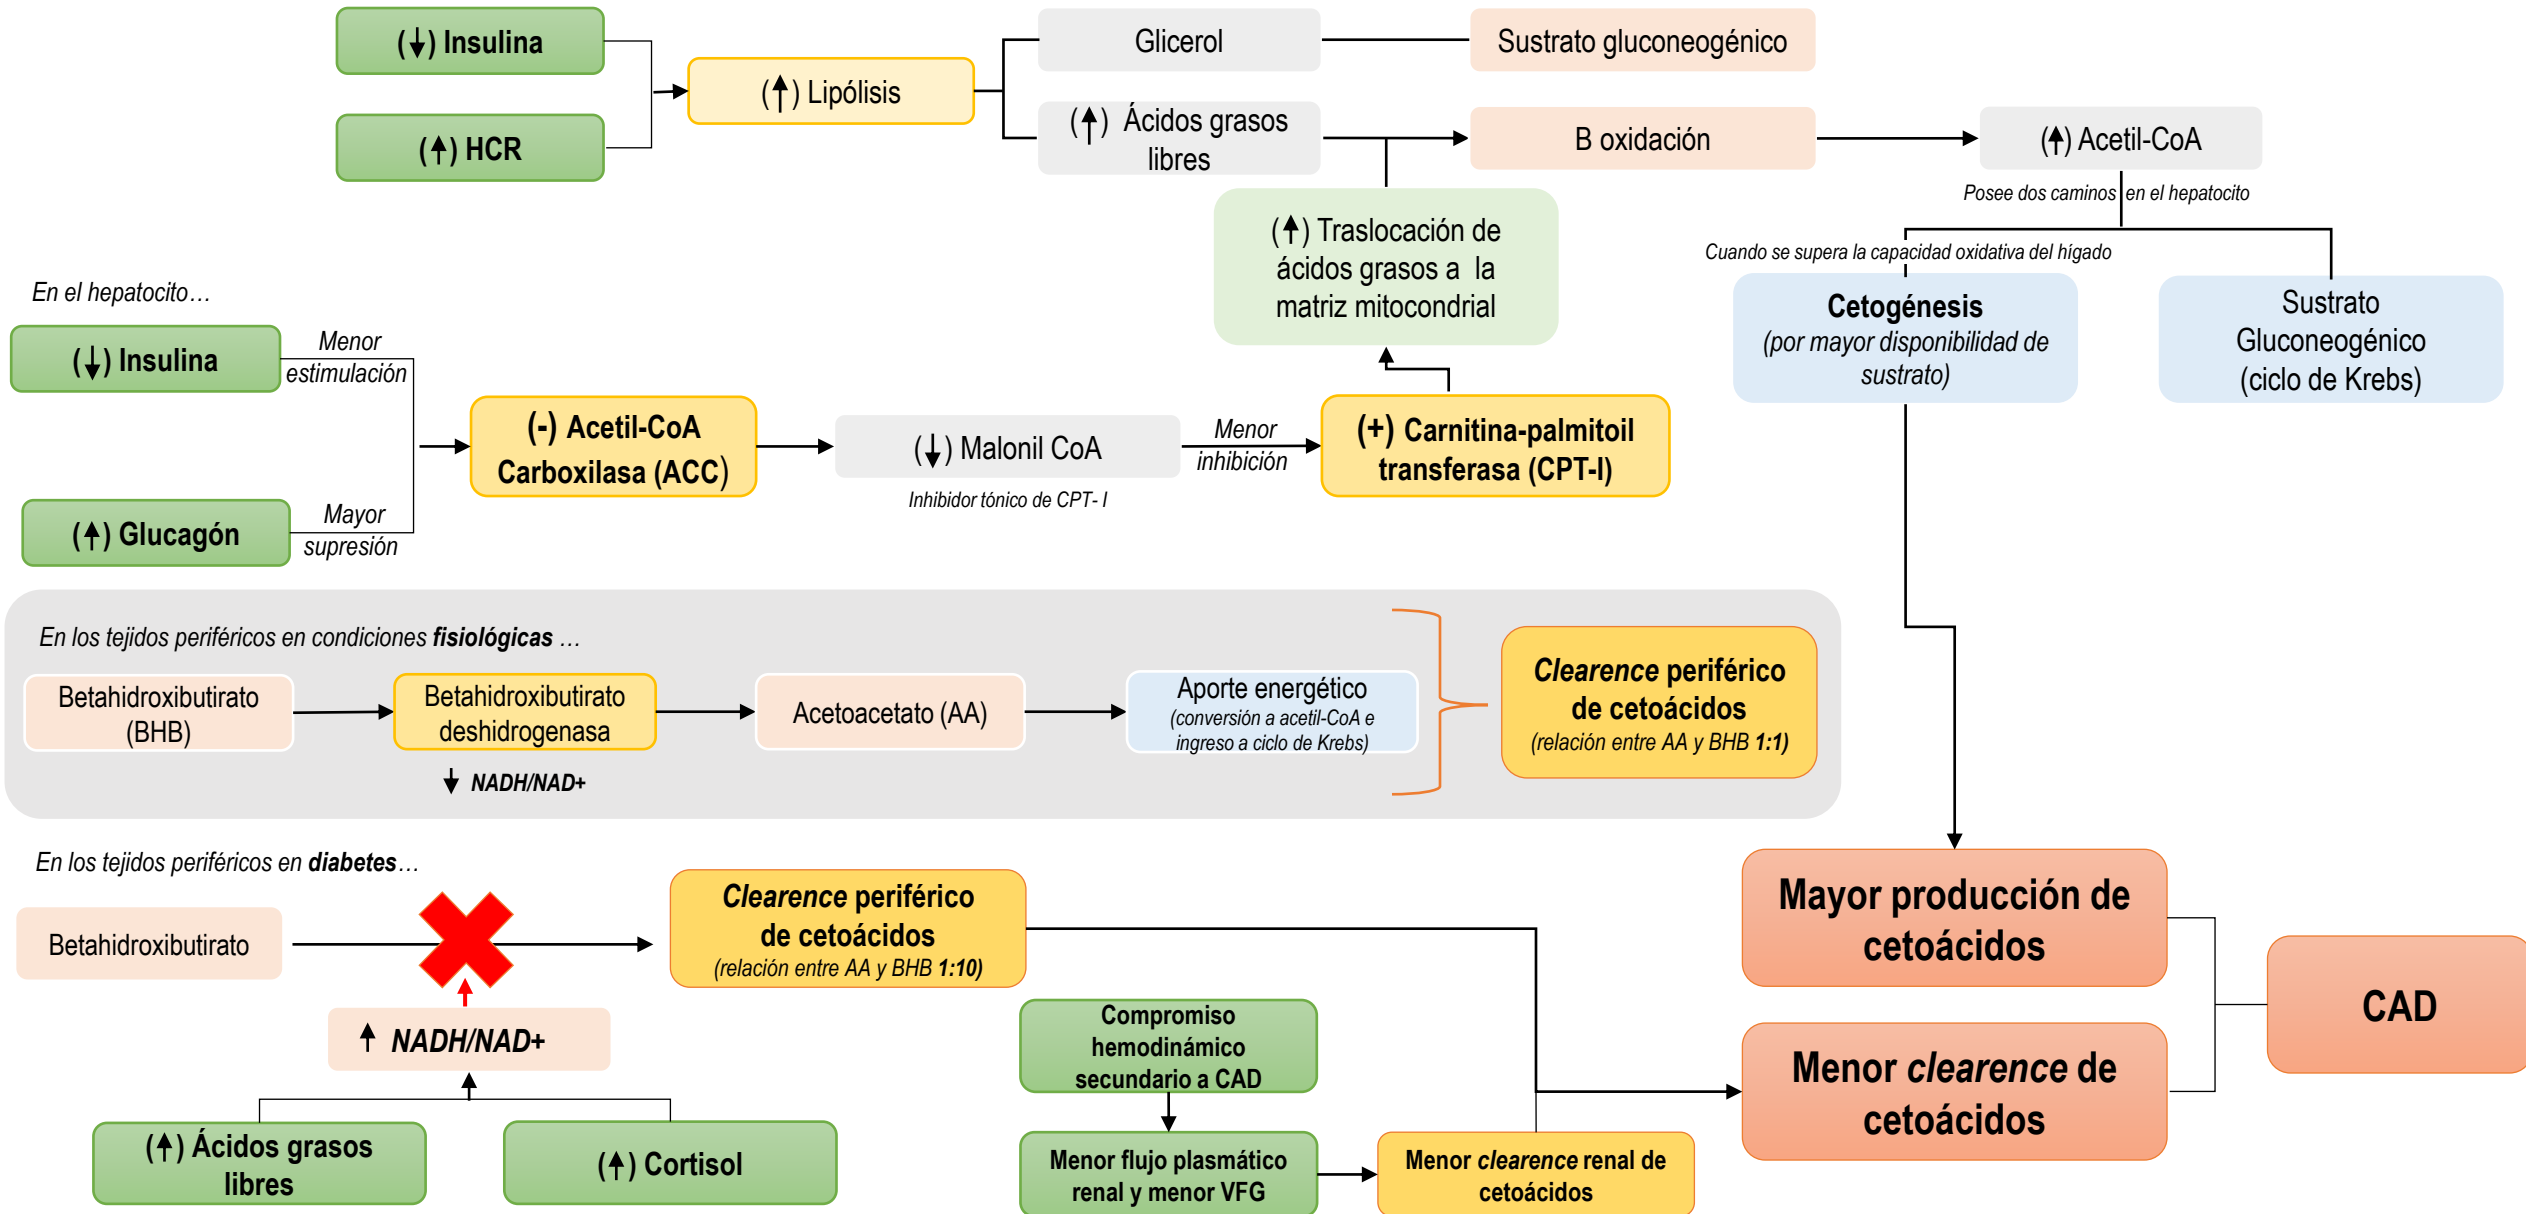 (↓) Insulina
(↑) HCR
(↑) Lipólisis
Glicerol
Sustrato gluconeogénico
(↑) Ácidos grasos
libres
B oxidación
(↑) Acetil-CoA
Posee dos caminos en el hepatocito
(↑) Traslocación de
ácidos grasos a la
matriz mitocondrial
Cuando se supera la capacidad oxidativa del hígado
Cetogénesis
(por mayor disponibilidad de
sustrato)
Sustrato
Gluconeogénico
(ciclo de Krebs)
En el hepatocito…
(↓) Insulina
Menor
estimulación
(↑) Glucagón
Mayor
supresión
(-) Acetil-CoA
Carboxilasa (ACC)
(↓) Malonil CoA
Inhibidor tónico de CPT- I
Menor
inhibición
(+) Carnitina-palmitoil
transferasa (CPT-I)
En los tejidos periféricos en condiciones fisiológicas …
Betahidroxibutirato
(BHB)
Betahidroxibutirato
deshidrogenasa
↓ NADH/NAD+
Acetoacetato (AA)
Aporte energético
(conversión a acetil-CoA e
ingreso a ciclo de Krebs)
Clearence periférico
de cetoácidos
(relación entre AA y BHB 1:1)
En los tejidos periféricos en diabetes…
Betahidroxibutirato
Clearence periférico
de cetoácidos
(relación entre AA y BHB 1:10)
↑ NADH/NAD+
(↑) Ácidos grasos
libres
(↑) Cortisol
Compromiso
hemodinámico
secundario a CAD
Menor flujo plasmático
renal y menor VFG
Menor clearence renal de
cetoácidos
Mayor producción de
cetoácidos
Menor clearence de
cetoácidos
CAD